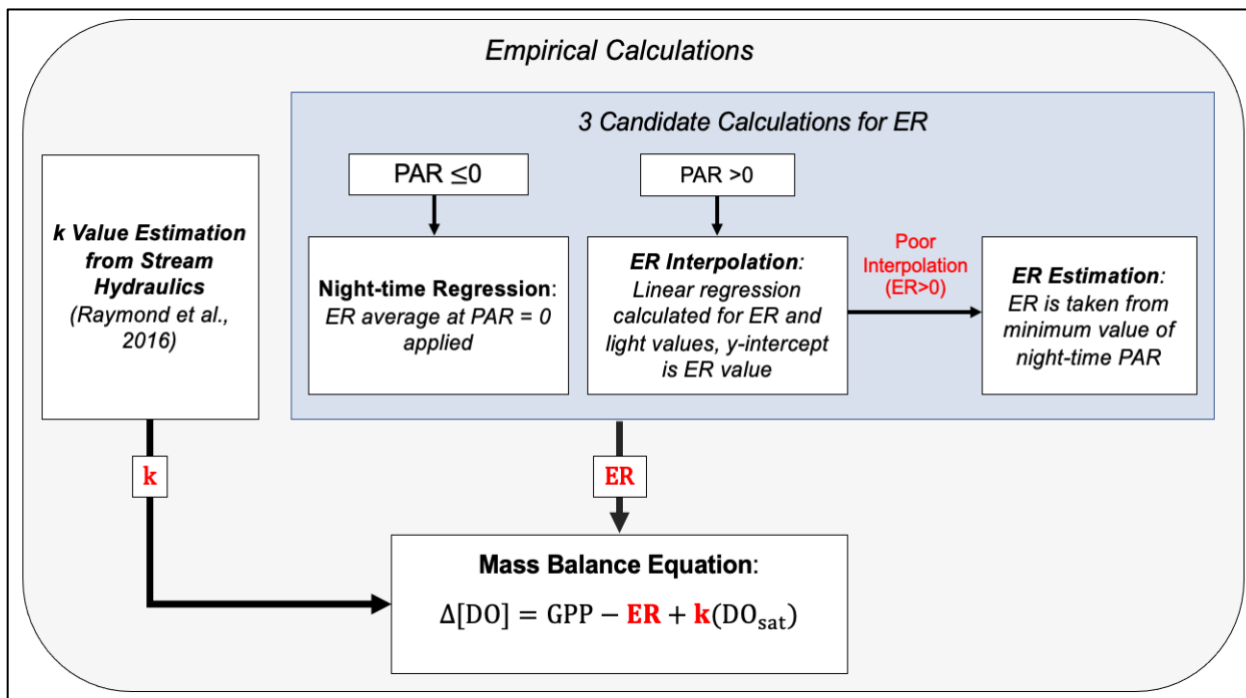 Empirical Calculations
3 Candidate Calculations for ER
k Value Estimation
from Stream
Hydraulics
(Raymond et al.,
2016)
PAR ≤0
Night-time Regression:
ER average at PAR = 0
applied
PAR >0
ER Interpolation:
Linear regression
calculated for ER and
light values, y-intercept
is ER value
Poor
Interpolation
(ER>0)
ER Estimation:
ER is taken from
minimum value of
night-time PAR
k
ER
Mass Balance Equation:
Δ[DO] = GPP − ER + k(DOsat)